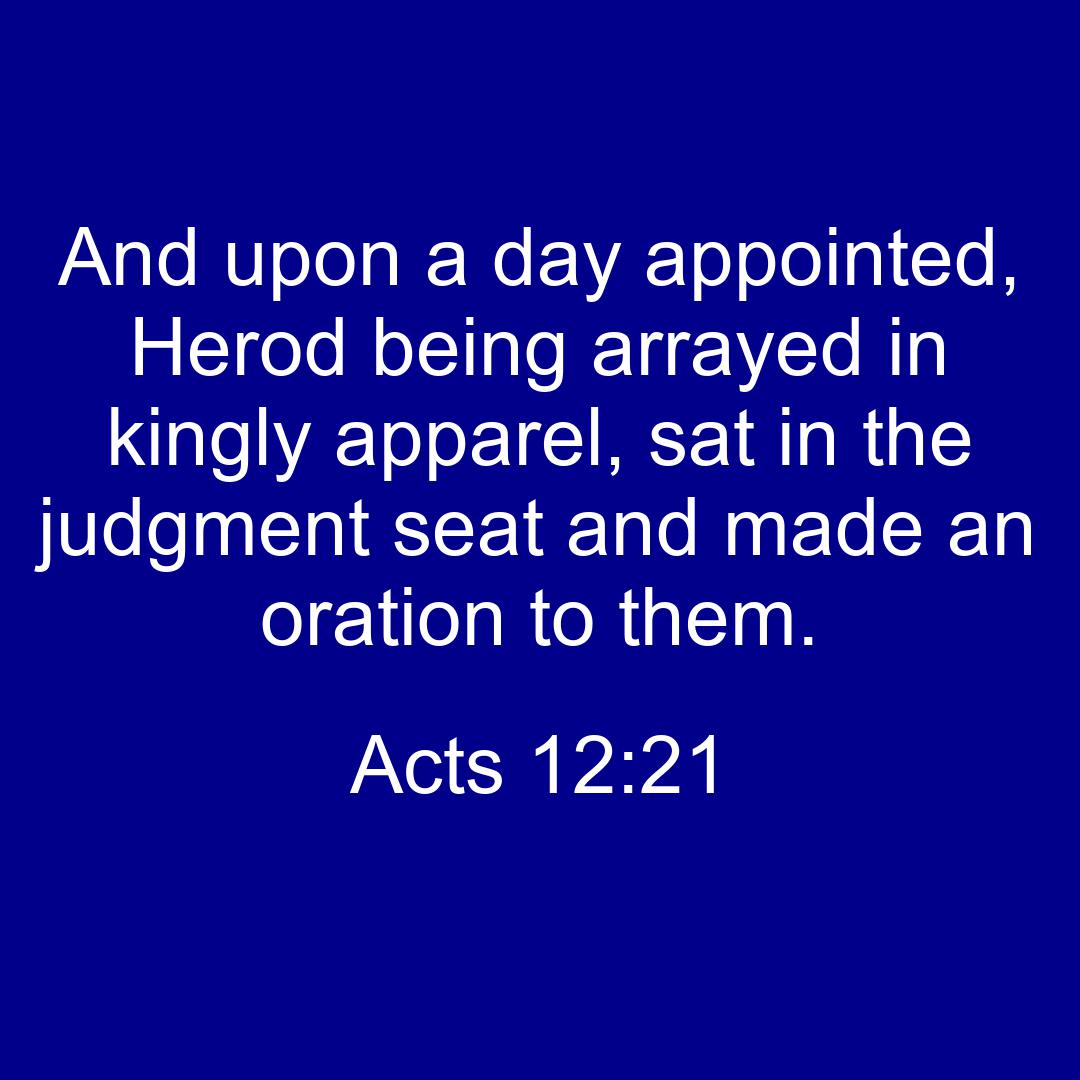 And upon a day appointed,
Herod being arrayed in
kingly apparel, sat in the
judgment seat and made an
oration to them.
Acts 12:21